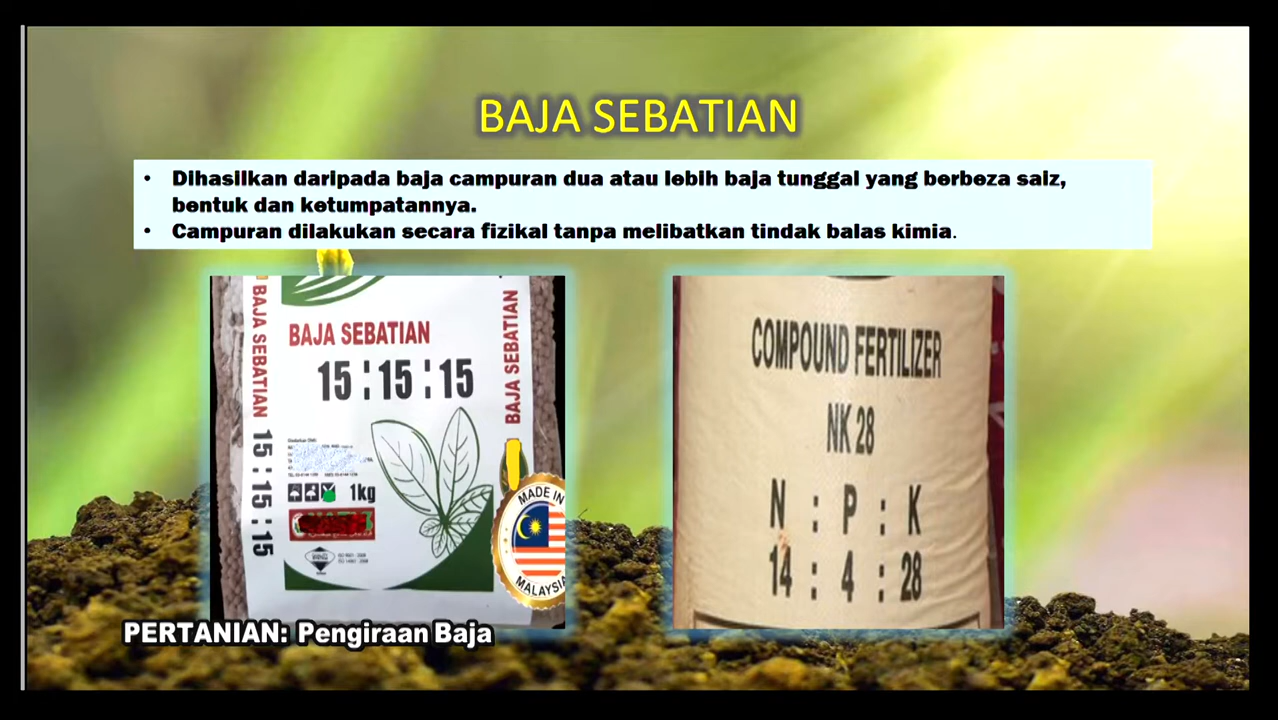 BAJA SEBATIAN
• Dihasilkan daripada baja campuran dua atau lebih baja tunggal yang berbeza saiz,
bentuk dan ketumpatannya.
• Campuran dilakukan secara fizikal tanpa melibatkan tindak balas kimia.
BAJA SEBATIAN 15:15:15
BAJA SEBATIAN
15:15:15
1kg
BAJA SEBATIAN
MADE IN
MALAYSIA
COMPOUND FERTILIZER
NK 28
N : P : K
14 : 4 : 28
PERTANIAN: Pengiraan Baja